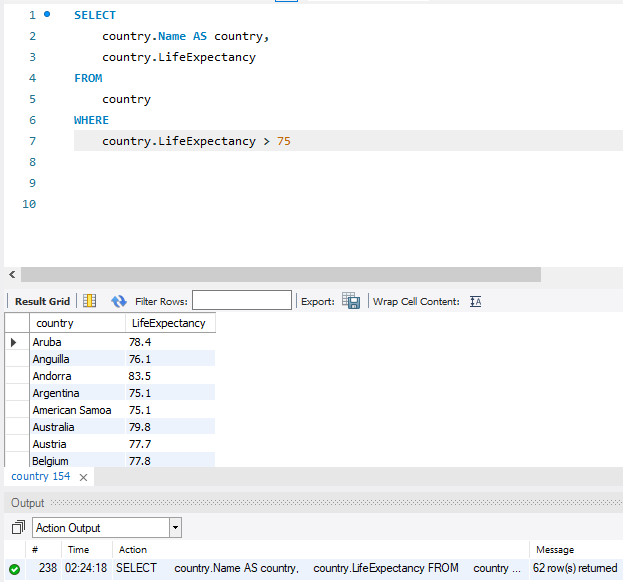 1 SELECT
2 country.Name AS country,
3 country.LifeExpectancy
4 FROM
5 country
6 WHERE
7 country.LifeExpectancy > 75
8
9
10
Result Grid Filter Rows: Export: Wrap Cell Content: IA
country LifeExpectancy
Aruba 78.4
Anguilla 76.1
Andorra 83.5
Argentina 75.1
American Samoa 75.1
Australia 79.8
Austria 77.7
Belgium 77.8
country 154
Output
Action Output
# Time Action Message
238 02:24:18 SELECT country.Name AS country, country.LifeExpectancy FROM country ... 62 row(s) returned